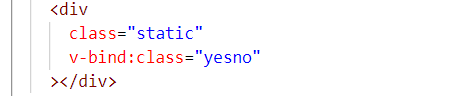 <div
class="static"
v-bind:class="yesno"
></div>